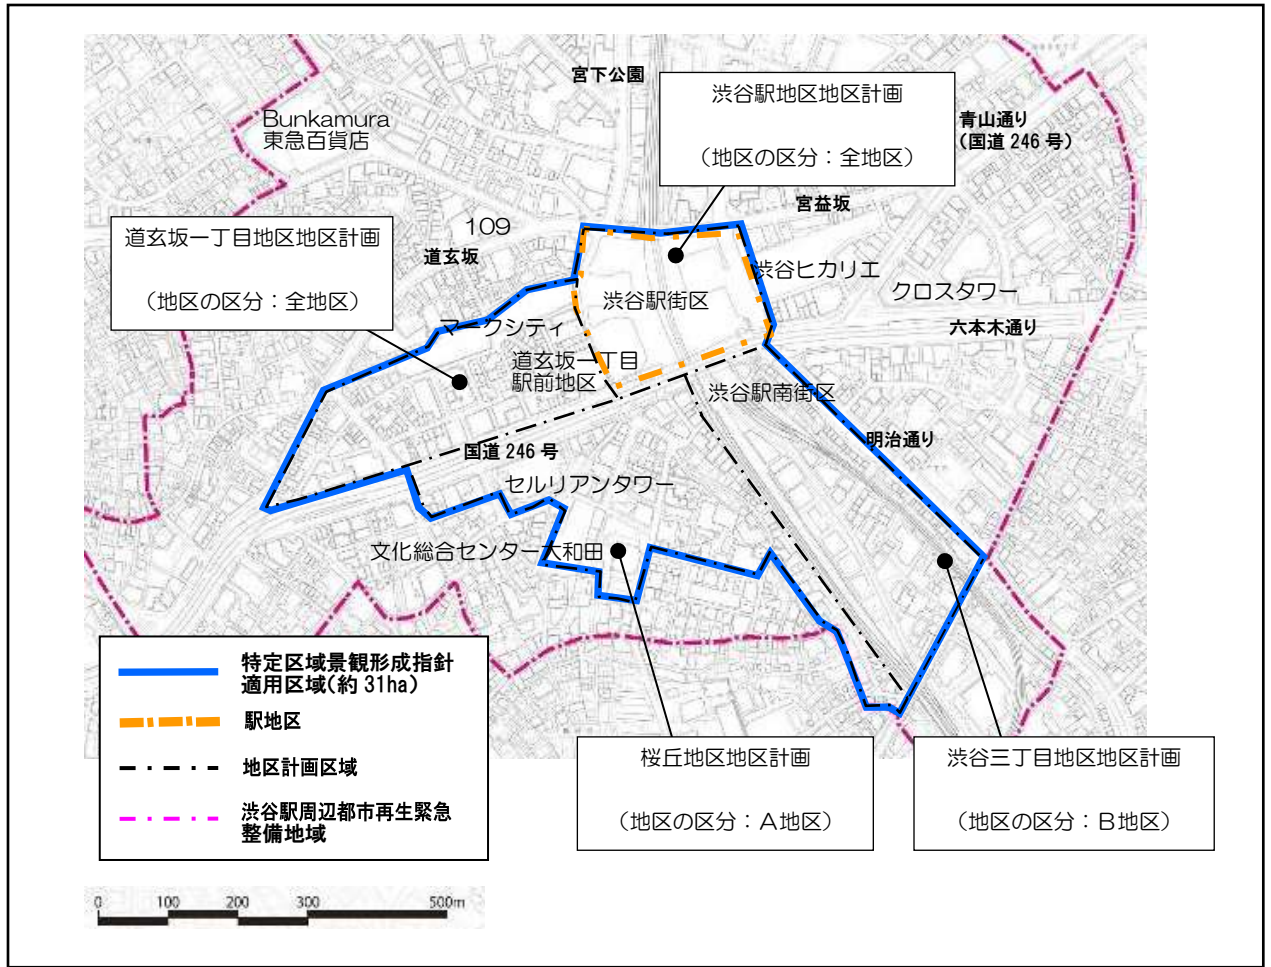 宮下公園
渋谷駅地区地区計画
（地区の区分：全地区）
青山通り
（国道 246 号）
Bunkamura
東急百貨店
宮益坂
109
道玄坂一丁目地区地区計画
（地区の区分：全地区）
道玄坂
渋谷ヒカリエ
クロスタワー
渋谷駅街区
六本木通り
マークシティ
道玄坂一丁目
駅前地区
渋谷駅南街区
明治通り
国道 246 号
セルリアンタワー
文化総合センター大和田
特定区域景観形成指針
適用区域(約 31ha)
駅地区
地区計画区域
渋谷駅周辺都市再生緊急
整備地域
桜丘地区地区計画
（地区の区分：Ａ地区）
渋谷三丁目地区地区計画
（地区の区分：Ｂ地区）
0 100 200 300 500m